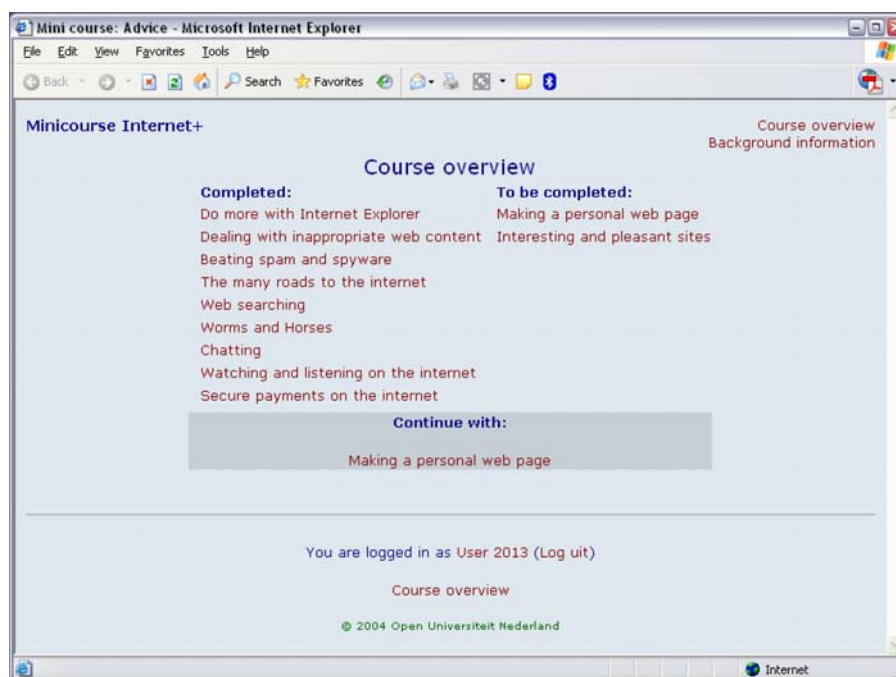 Mini course: Advice - Microsoft Internet Explorer
File Edit View Favorites Tools Help
Back Search Favorites
Minicourse Internet+
Course overview
Background information
Course overview
Completed:
Do more with Internet Explorer
Dealing with inappropriate web content
Beating spam and spyware
The many roads to the internet
Web searching
Worms and Horses
Chatting
Watching and listening on the internet
Secure payments on the internet
To be completed:
Making a personal web page
Interesting and pleasant sites
Continue with:
Making a personal web page
You are logged in as User 2013 (Log uit)
Course overview
© 2004 Open Universiteit Nederland
Internet